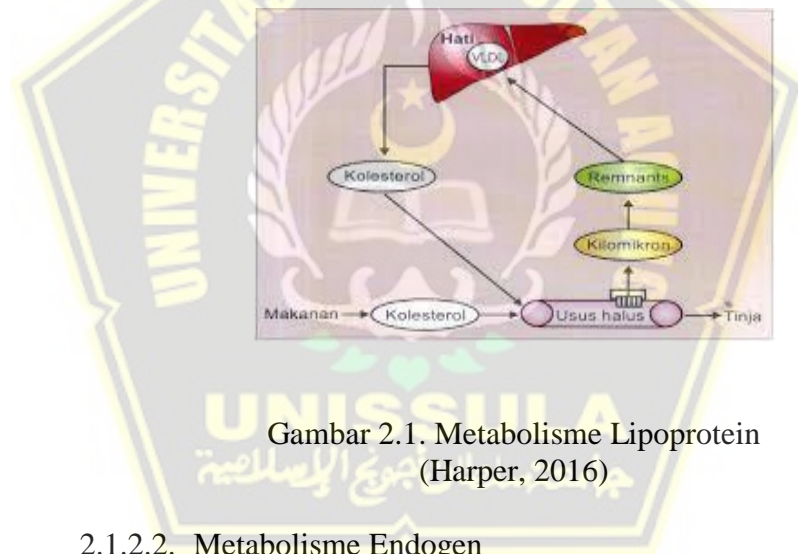 Hati
VLDL
Kolesterol
Remnants
Kilomikron
Makanan
Kolesterol
Usus halus
Tinja
UNISSULA
Gambar 2.1. Metabolisme Lipoprotein
(Harper, 2016)
2.1.2.2. Metabolisme Endogen